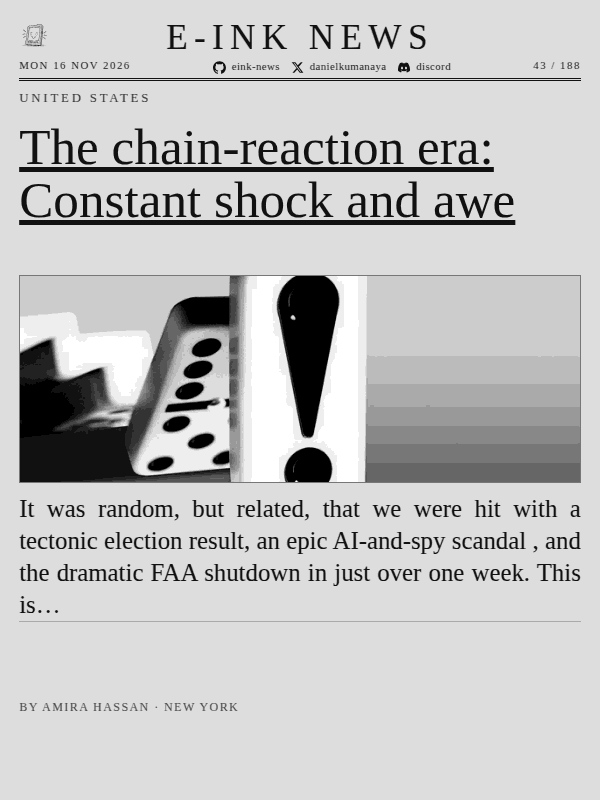 E-INK NEWS
MON 16 NOV 2026
eink-news danielkumanaya discord
43 / 188
UNITED STATES
The chain-reaction era:
Constant shock and awe
It was random, but related, that we were hit with a
tectonic election result, an epic AI-and-spy scandal , and
the dramatic FAA shutdown in just over one week. This
is…
BY AMIRA HASSAN · NEW YORK